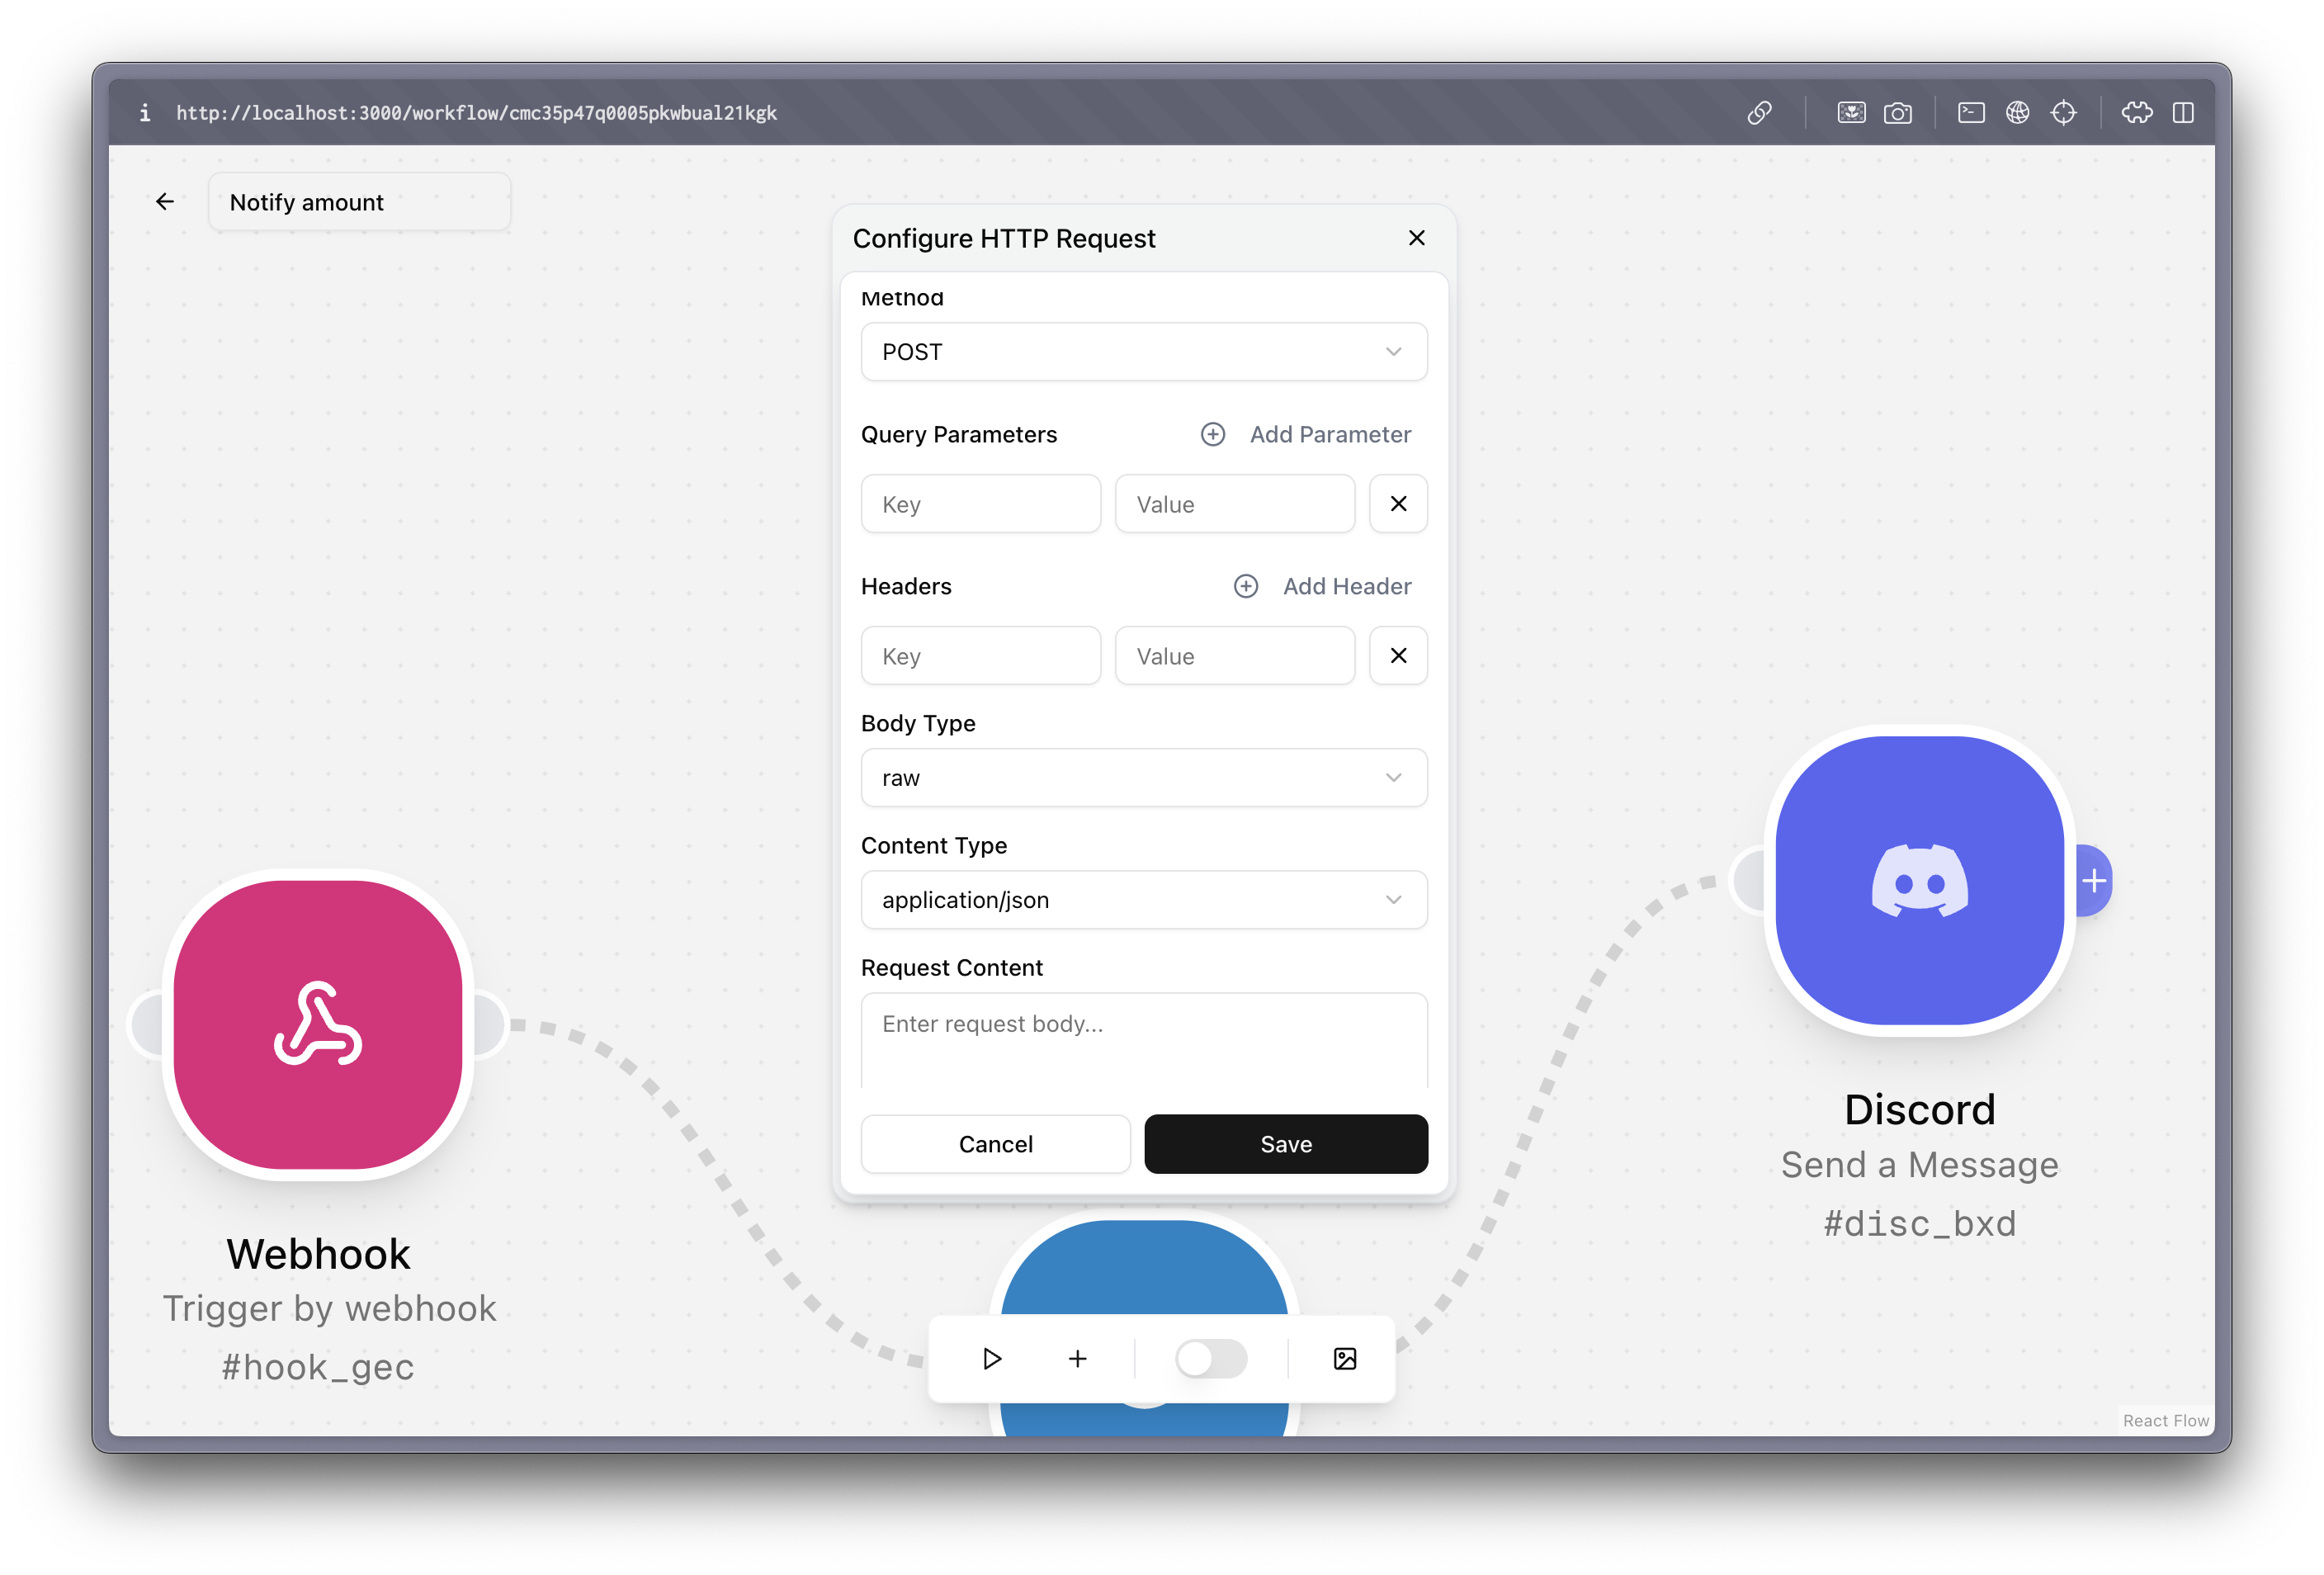 i http://localhost:3000/workflow/cmc35p47q0005pkwbual21kgk
Notify amount
Configure HTTP Request
Method
POST
Query Parameters
Add Parameter
Key
Value
Headers
Add Header
Key
Value
Body Type
raw
Content Type
application/json
Request Content
Enter request body...
Cancel
Save
Webhook
Trigger by webhook
#hook_gec
Discord
Send a Message
#disc_bxd
React Flow